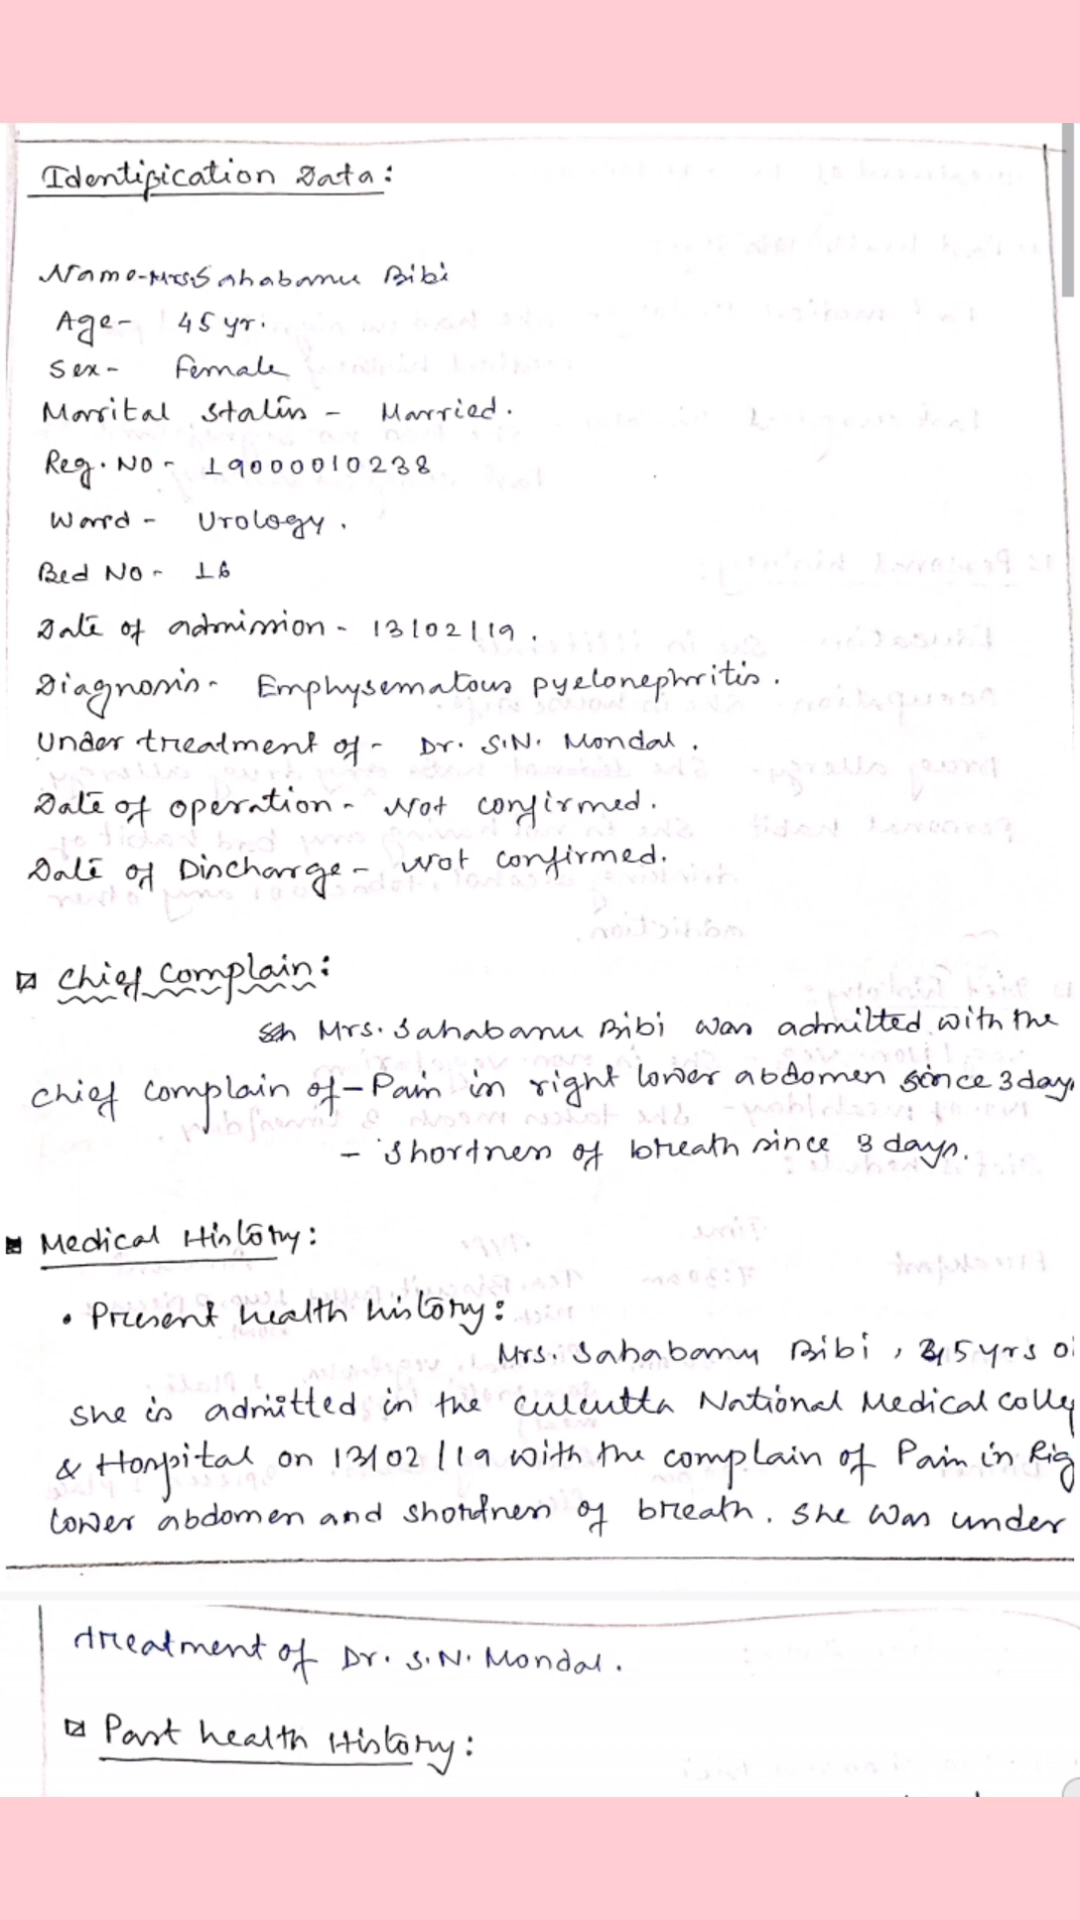 Identification Data:
Name-Mrs. Sahabanu Bibi
Age- 45 yr.
Sex- female
Marital status - Married.
Reg. No - 19000010238
Ward - Urology.
Bed No - 16
Date of admission - 13/02/19.
Diagnosis- Emphysematous pyelonephritis.
Under treatment of - Dr. S.N. Mondal.
Date of operation - Not confirmed.
Date of Discharge - Not confirmed.
Chief Complain:
Mrs. Sahabanu Bibi was admitted with the
chief complain of - Pain in right lower abdomen since 3 day
- Shortness of breath since 3 days.
Medical History:
• Present health history:
Mrs. Sahabanu Bibi, 45 yrs o
she is admitted in the Culcutta National Medical Colle
& Hospital on 13/02/19 with the complain of Pain in Rig
lower abdomen and shortness of breath. She was under
treatment of Dr. S.N. Mondal.
Past health History: